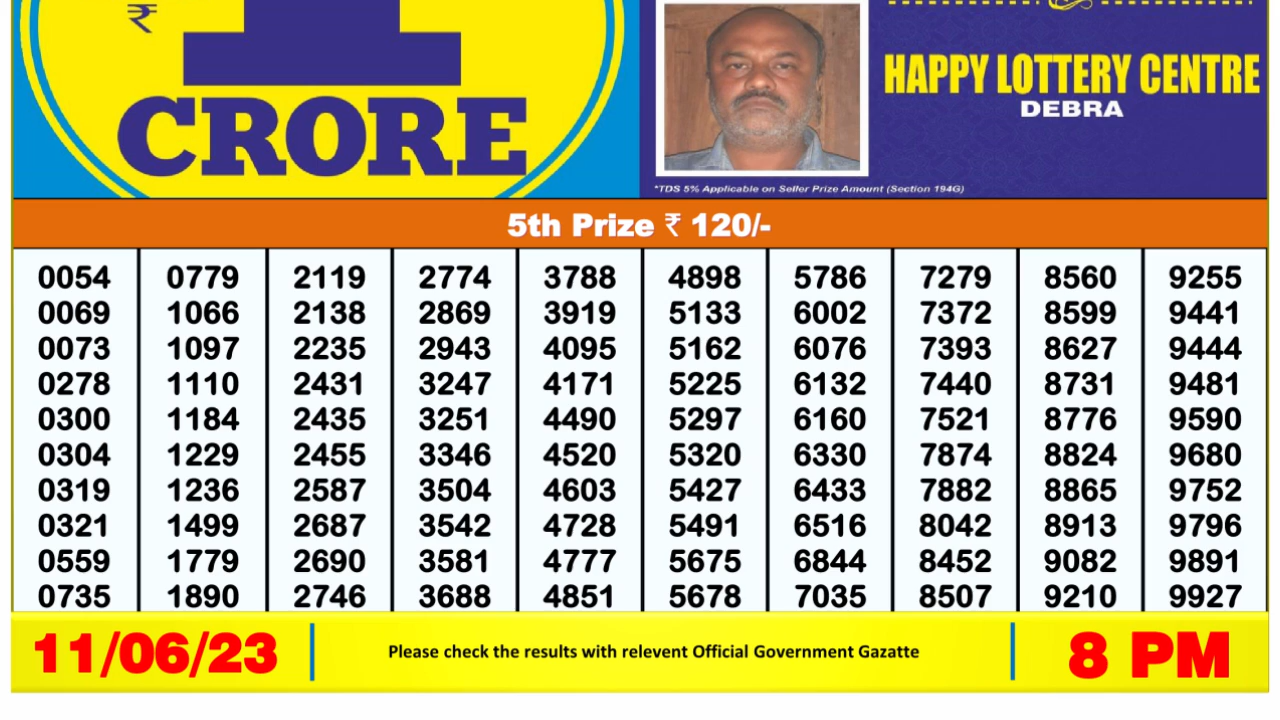 ₹
CRORE
HAPPY LOTTERY CENTRE
DEBRA
*TDS 5% Applicable on Seller Prize Amount (Section 194G)
5th Prize ₹ 120/-
0054 0779 2119 2774 3788 4898 5786 7279 8560 9255
0069 1066 2138 2869 3919 5133 6002 7372 8599 9441
0073 1097 2235 2943 4095 5162 6076 7393 8627 9444
0278 1110 2431 3247 4171 5225 6132 7440 8731 9481
0300 1184 2435 3251 4490 5297 6160 7521 8776 9590
0304 1229 2455 3346 4520 5320 6330 7874 8824 9680
0319 1236 2587 3504 4603 5427 6433 7882 8865 9752
0321 1499 2687 3542 4728 5491 6516 8042 8913 9796
0559 1779 2690 3581 4777 5675 6844 8452 9082 9891
0735 1890 2746 3688 4851 5678 7035 8507 9210 9927
11/06/23 Please check the results with relevent Official Government Gazatte 8 PM